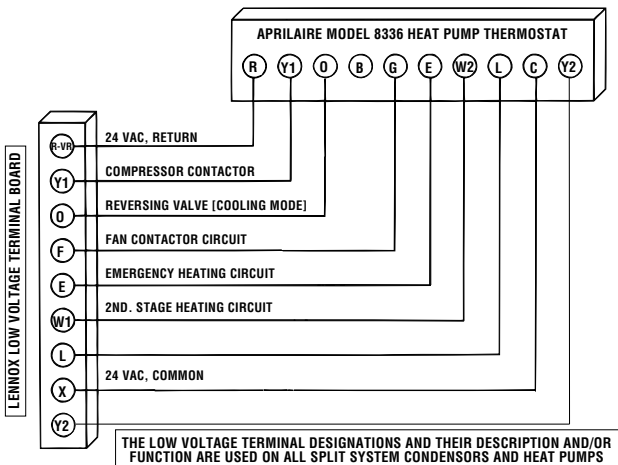 APRILAIRE MODEL 8336 HEAT PUMP THERMOSTAT
R Y1 O B G E W2 L C Y2
LENNOX LOW VOLTAGE TERMINAL BOARD
R-VR 24 VAC, RETURN
Y1 COMPRESSOR CONTACTOR
O REVERSING VALVE [COOLING MODE]
F FAN CONTACTOR CIRCUIT
E EMERGENCY HEATING CIRCUIT
W1 2ND. STAGE HEATING CIRCUIT
L
X 24 VAC, COMMON
Y2
THE LOW VOLTAGE TERMINAL DESIGNATIONS AND THEIR DESCRIPTION AND/OR
FUNCTION ARE USED ON ALL SPLIT SYSTEM CONDENSORS AND HEAT PUMPS